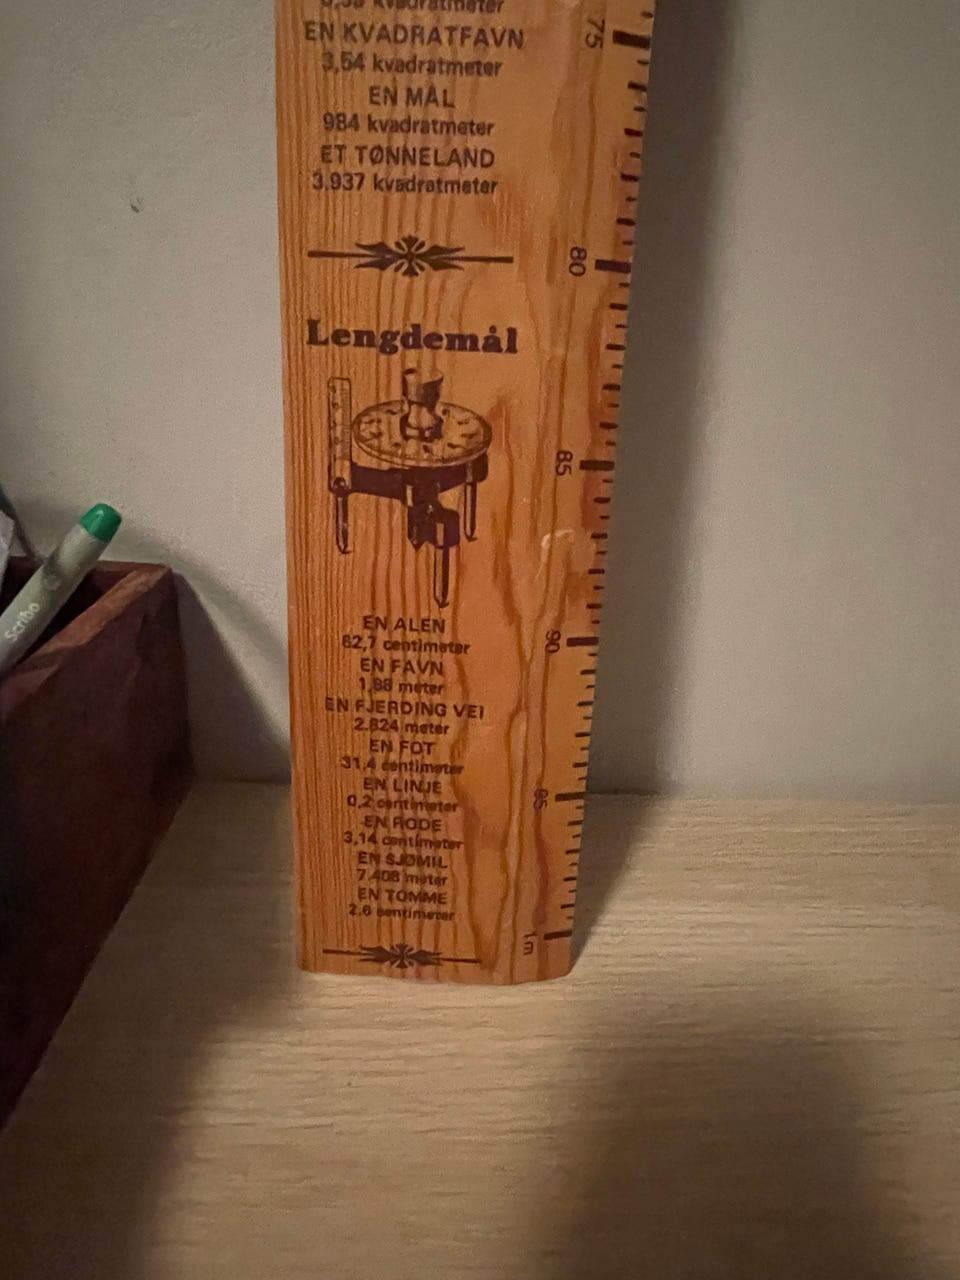 kvadratmeter
EN KVADRATFAVN
3,54 kvadratmeter
EN MÅL
984 kvadratmeter
ET TØNNELAND
3.937 kvadratmeter
Lengdemål
EN ALEN
62,7 centimeter
EN FAVN
1,88 meter
EN FJERDING VEI
2.824 meter
EN FOT
31,4 centimeter
EN LINJE
0,2 centimeter
EN RODE
3,14 centimeter
EN SJØMIL
7.408 meter
EN TOMME
2,6 sentimeter
75
80
85
90
95
1m
Scribo